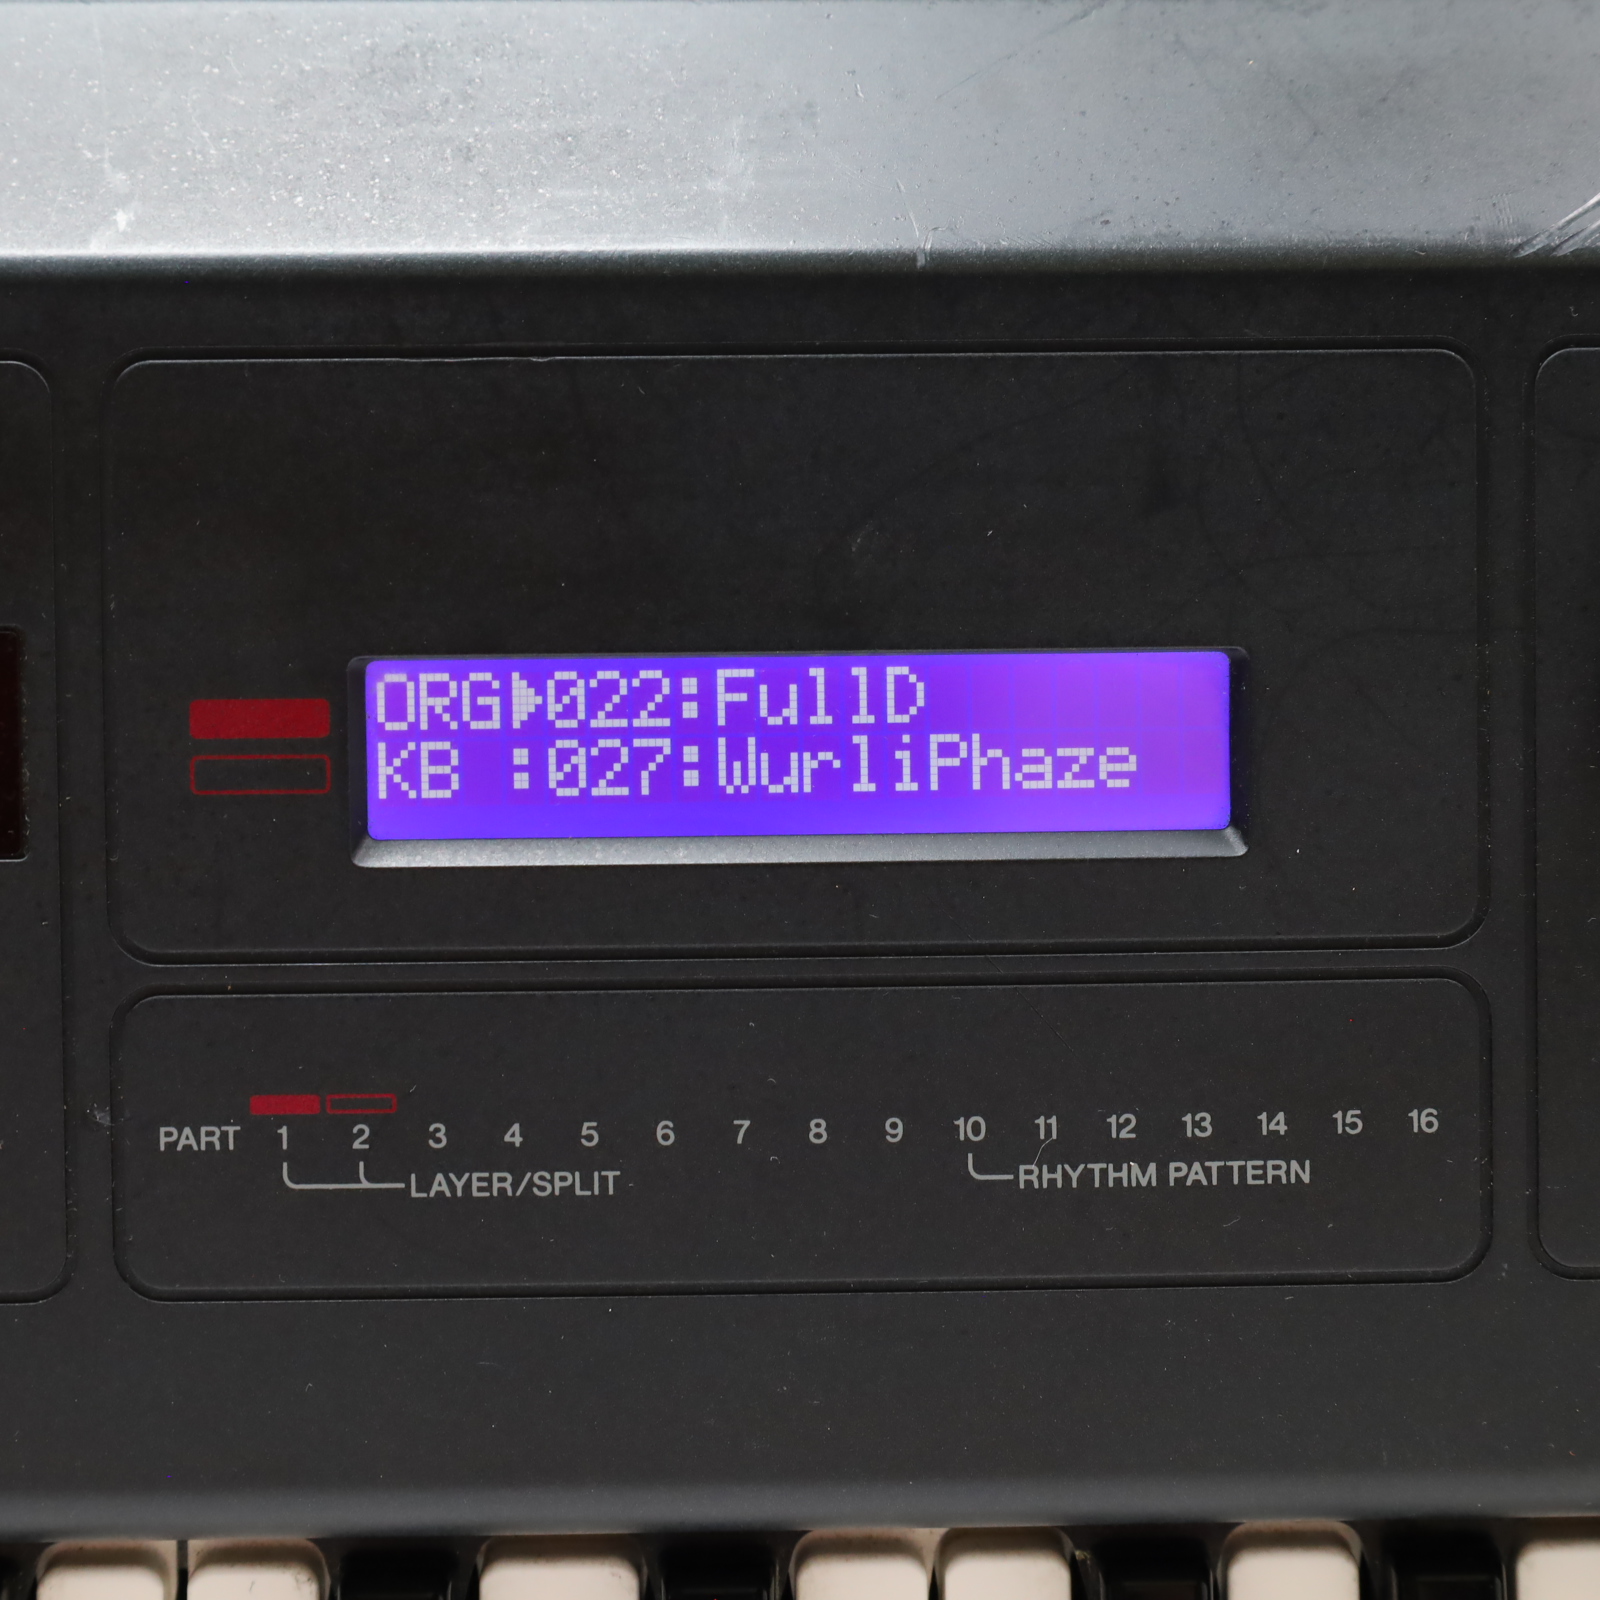 ORG▶022:FullD
KB :027:WurliPhaze
PART 1 2 3 4 5 6 7 8 9 10 11 12 13 14 15 16
LAYER/SPLIT RHYTHM PATTERN